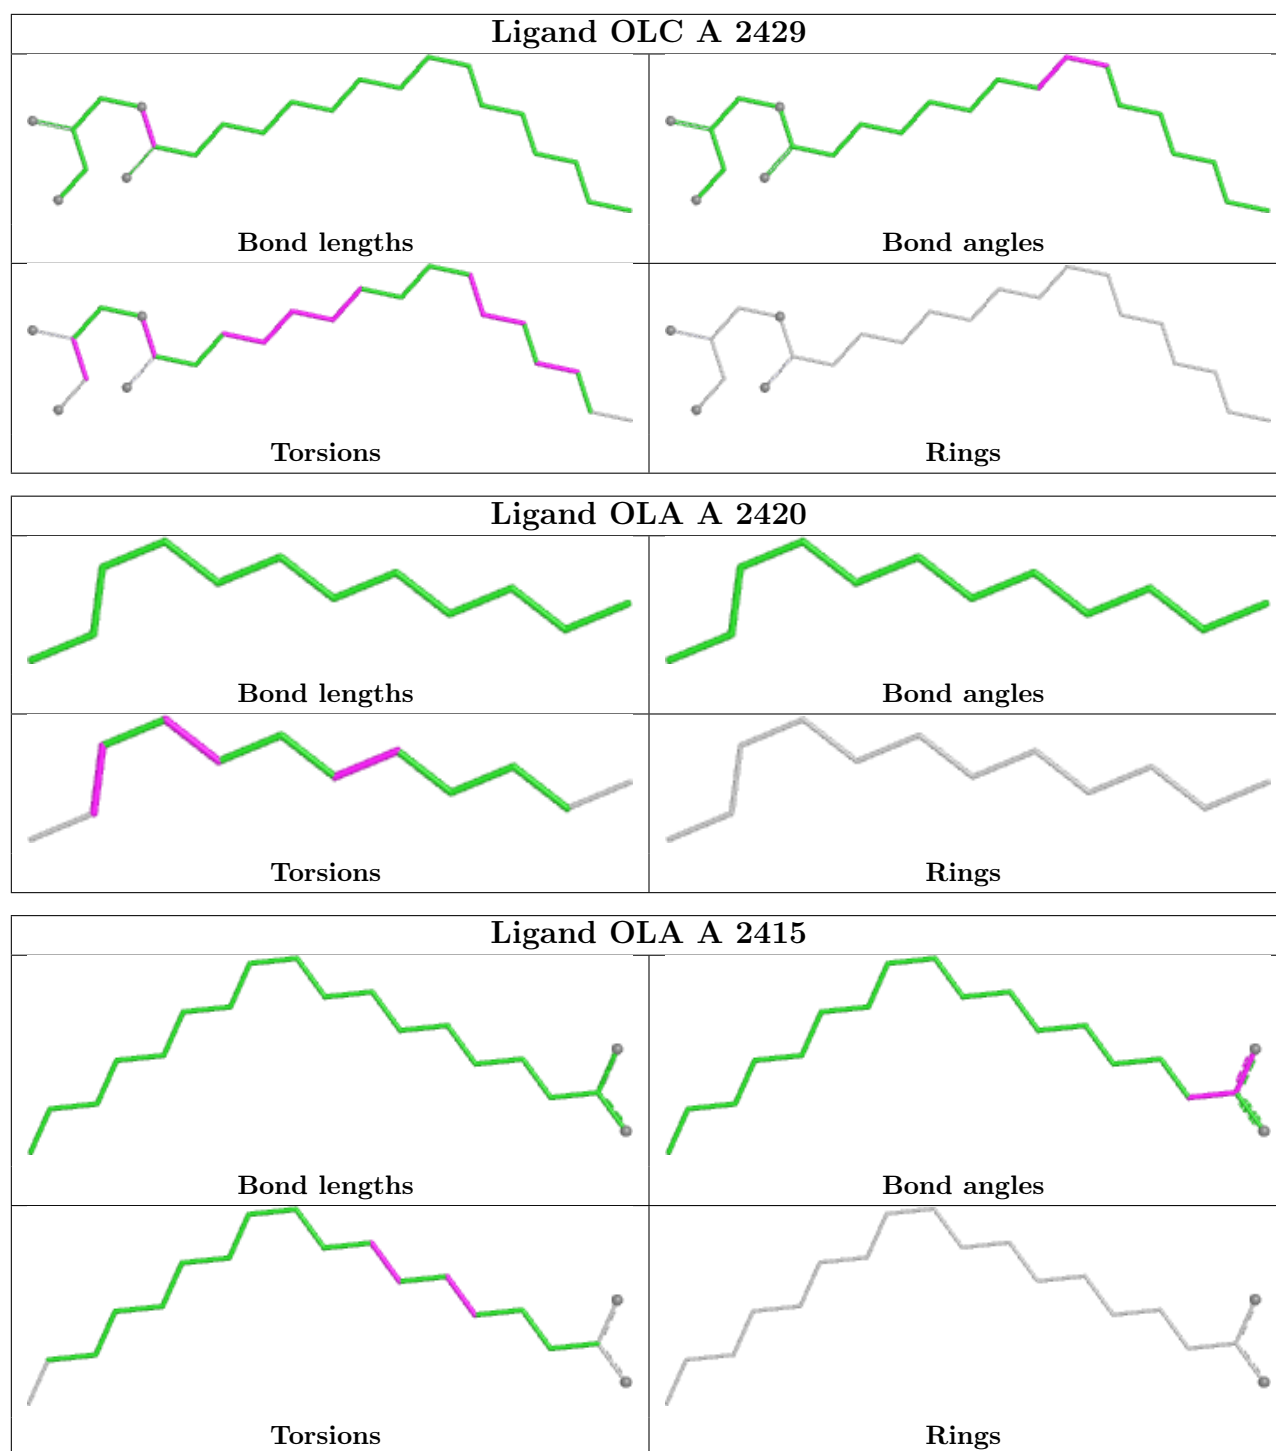 Ligand OLC A 2429
Bond lengths
Bond angles
Torsions
Rings
Ligand OLA A 2420
Bond lengths
Bond angles
Torsions
Rings
Ligand OLA A 2415
Bond lengths
Bond angles
Torsions
Rings